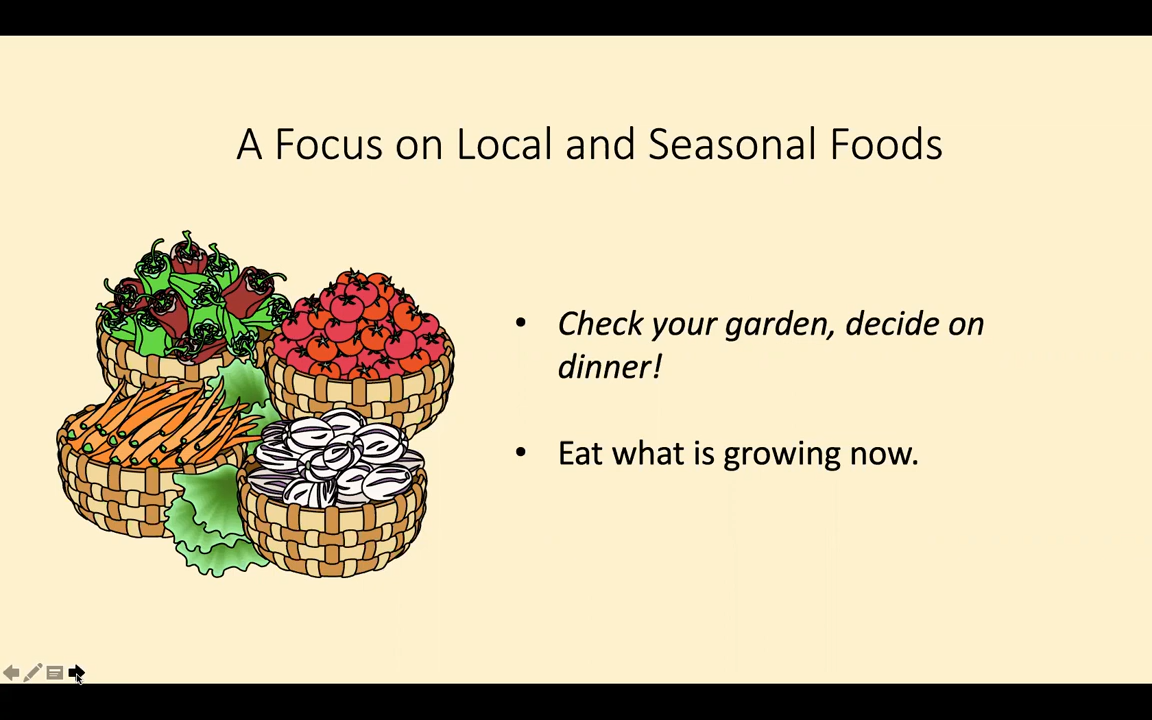 A Focus on Local and Seasonal Foods
• Check your garden, decide on
dinner!
• Eat what is growing now.